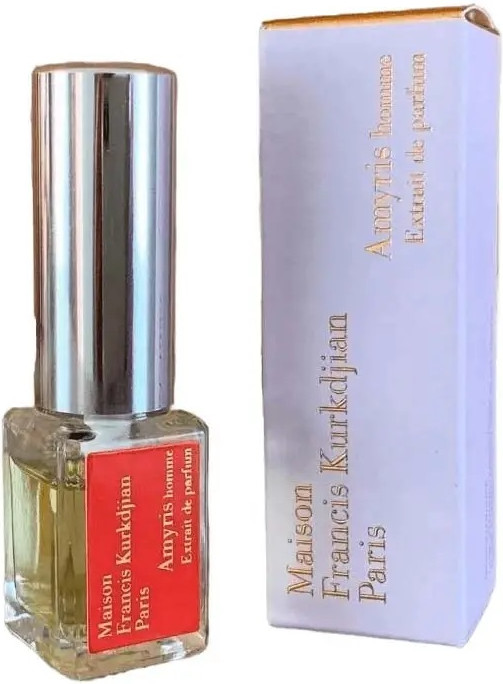 Maison
Francis Kurkdjian
Paris
Amyris homme
Extrait de parfum
Maison
Francis Kurkdjian
Paris
Amyris homme
Extrait de parfum